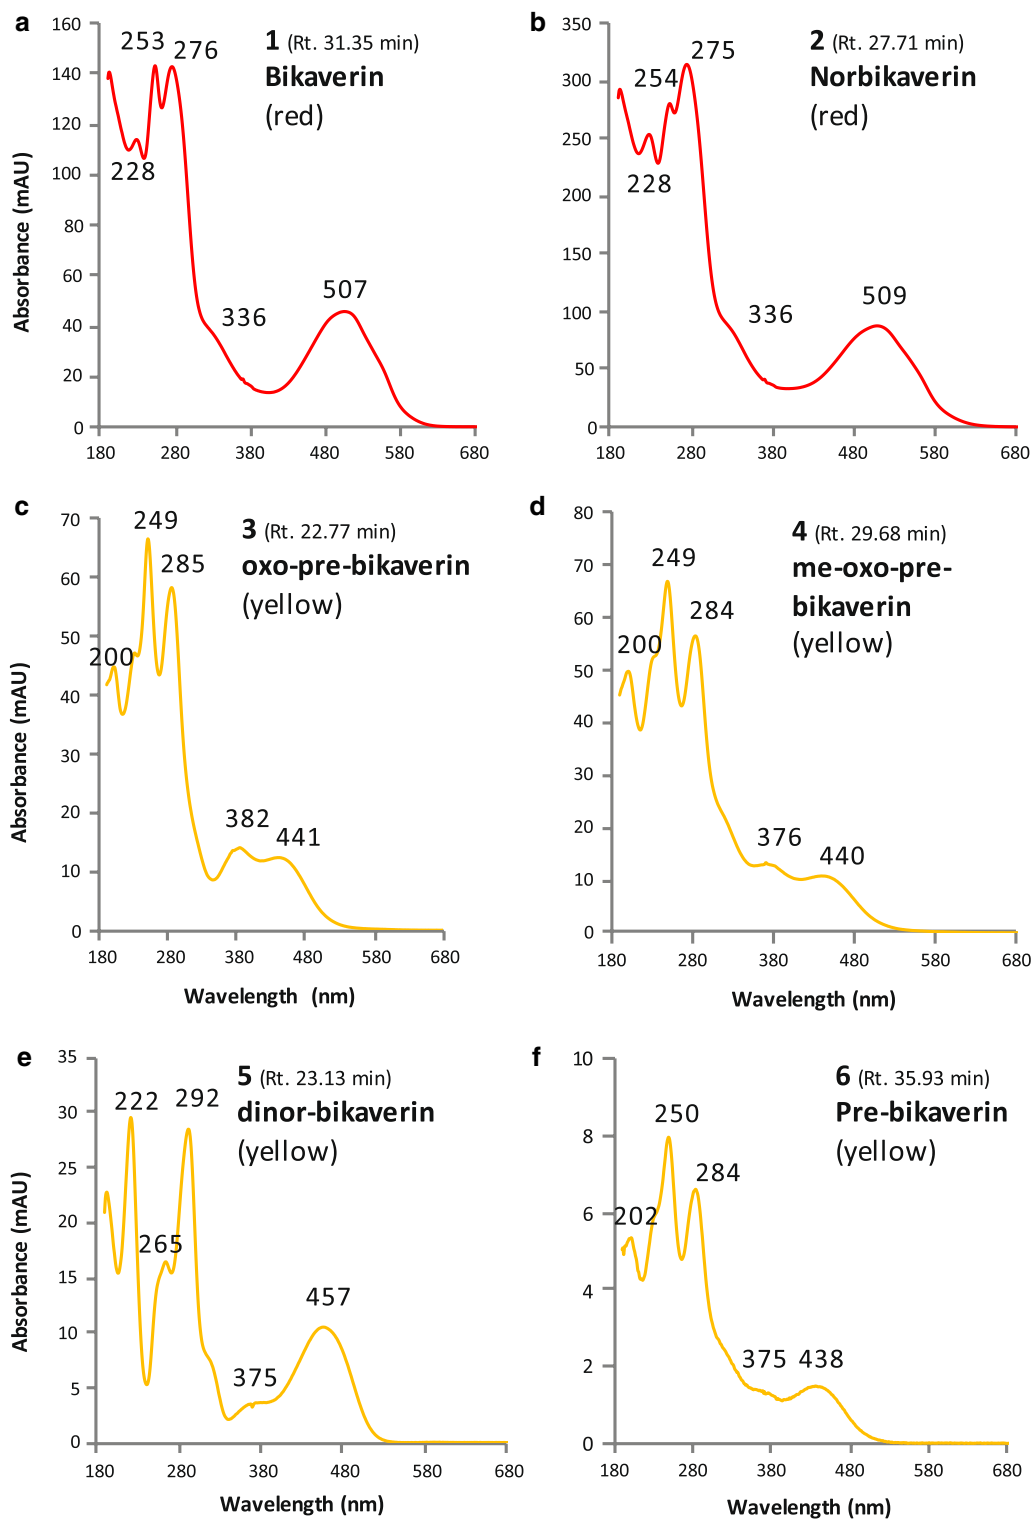 a
160
140
120
100
80
60
40
20
0
Absorbance (mAU)
253
276
228
336
507
1 (Rt. 31.35 min)
Bikaverin
(red)
180 280 380 480 580 680
b
350
300
250
200
150
100
50
0
254
275
228
336
509
2 (Rt. 27.71 min)
Norbikaverin
(red)
180 280 380 480 580 680
c
70
60
50
40
30
20
10
0
Absorbance (mAU)
249
285
200
382
441
3 (Rt. 22.77 min)
oxo-pre-bikaverin
(yellow)
180 280 380 480 580 680
Wavelength (nm)
d
80
70
60
50
40
30
20
10
0
249
284
200
376
440
4 (Rt. 29.68 min)
me-oxo-pre-
bikaverin
(yellow)
180 280 380 480 580 680
Wavelength (nm)
e
35
30
25
20
15
10
5
0
Absorbance (mAU)
222
292
265
375
457
5 (Rt. 23.13 min)
dinor-bikaverin
(yellow)
180 280 380 480 580 680
Wavelength (nm)
f
10
8
6
4
2
0
250
284
202
375
438
6 (Rt. 35.93 min)
Pre-bikaverin
(yellow)
180 280 380 480 580 680
Wavelength (nm)